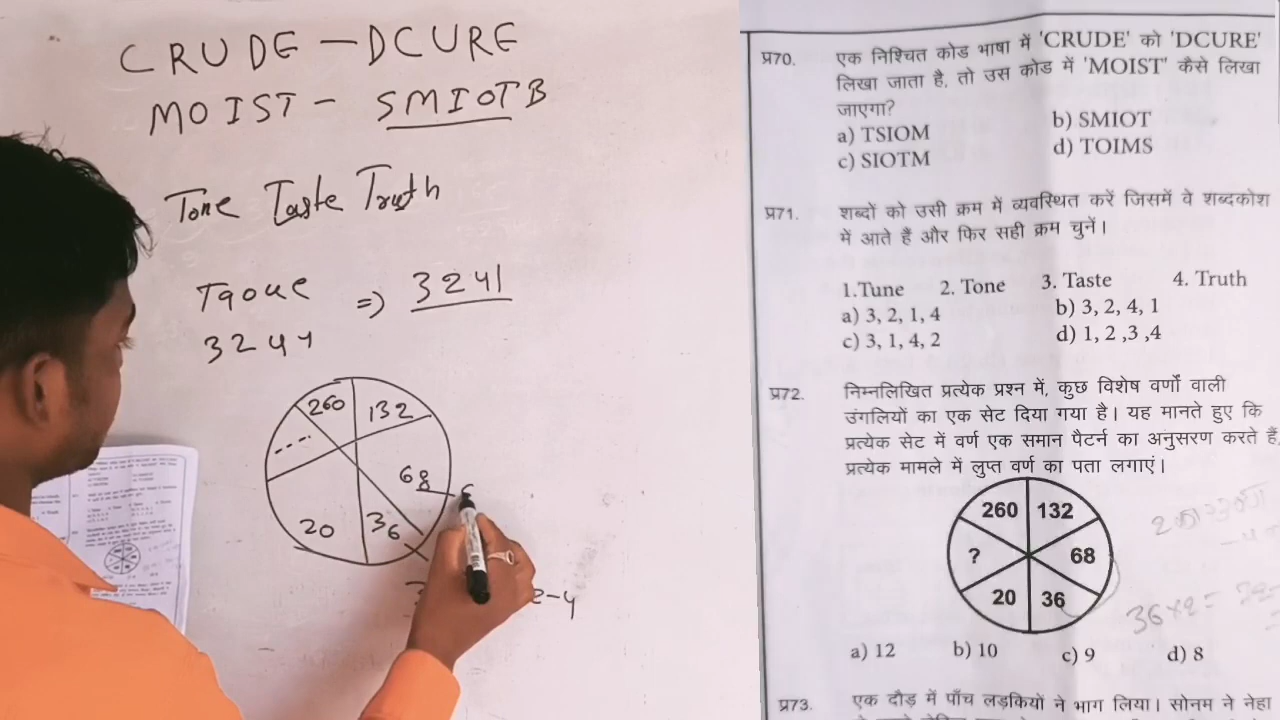 CRUDE - DCURE
MOIST - SMIOTB
Tone Taste Truth
Taoue => 3241
3241
260 132
68
20 36
2-4
प्र70. एक निश्चित कोड भाषा में 'CRUDE' को 'DCURE'
लिखा जाता है, तो उस कोड में 'MOIST' कैसे लिखा
जाएगा?
a) TSIOM b) SMIOT
c) SIOTM d) TOIMS
प्र71. शब्दों को उसी क्रम में व्यवस्थित करें जिसमें वे शब्दकोश
में आते हैं और फिर सही क्रम चुनें।
1.Tune 2. Tone 3. Taste 4. Truth
a) 3, 2, 1, 4 b) 3, 2, 4, 1
c) 3, 1, 4, 2 d) 1, 2 ,3 ,4
प्र72. निम्नलिखित प्रत्येक प्रश्न में, कुछ विशेष वर्णों वाली
उंगलियों का एक सेट दिया गया है। यह मानते हुए कि
प्रत्येक सेट में वर्ण एक समान पैटर्न का अनुसरण करते हैं,
प्रत्येक मामले में लुप्त वर्ण का पता लगाएं।
260 132
? 68
20 36
36x2=
a) 12 b) 10 c) 9 d) 8
प्र73. एक दौड़ में पाँच लड़कियों ने भाग लिया। सोनम ने नेहा